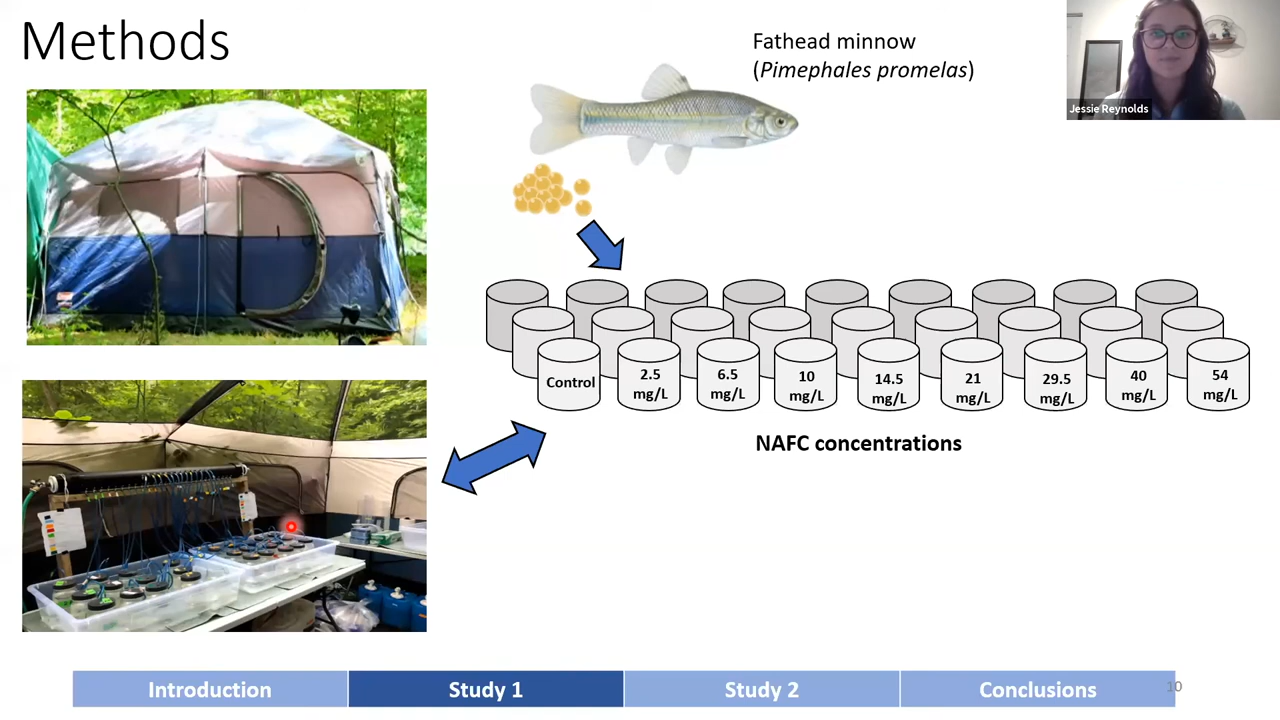 Methods
Fathead minnow
(Pimephales promelas)
Jessie Reynolds
Control
2.5
mg/L
6.5
mg/L
10
mg/L
14.5
mg/L
21
mg/L
29.5
mg/L
40
mg/L
54
mg/L
NAFC concentrations
Introduction
Study 1
Study 2
Conclusions
10